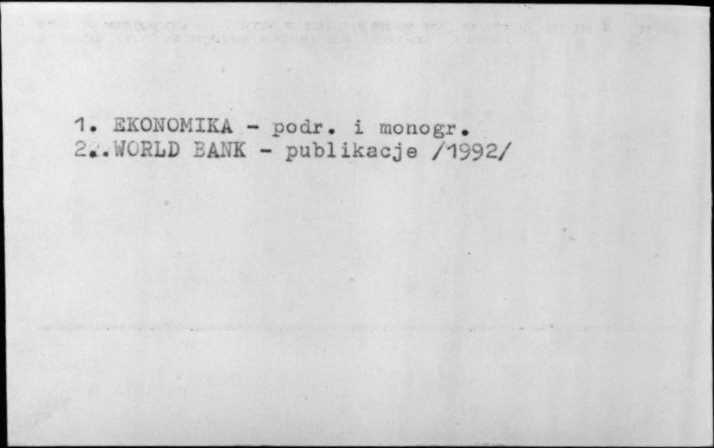 1. EKONOMIKA - podr. i monogr.
2..WORLD BANK - publikacje /1992/